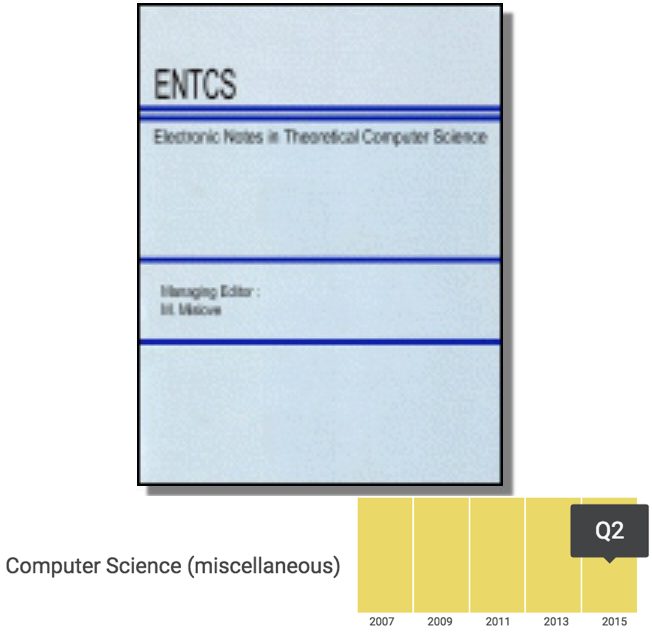 ENTCS
Electronic Notes in Theoretical Computer Science
Managing Editor :
M. Mislove
Q2
Computer Science (miscellaneous)
2007 2009 2011 2013 2015